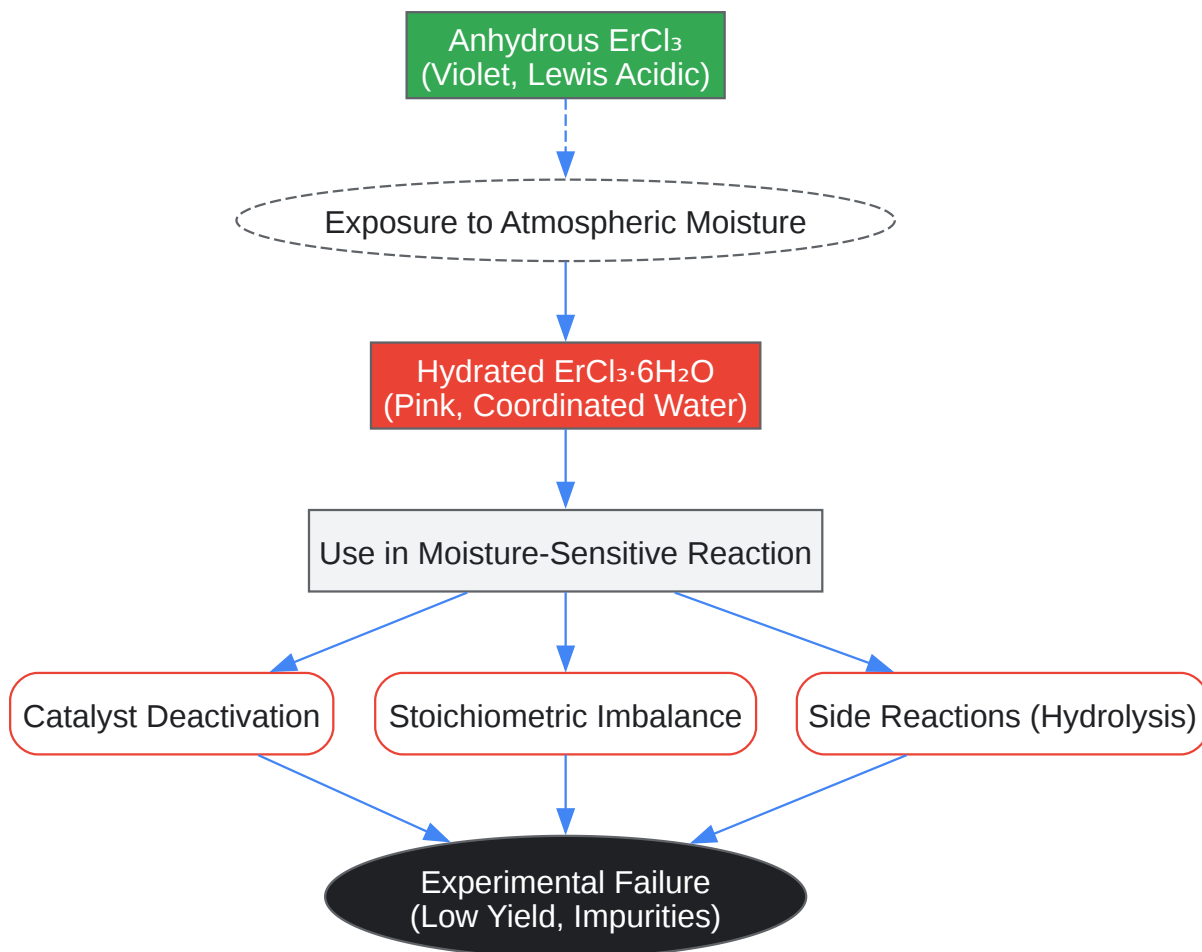 Anhydrous ErCl₃
(Violet, Lewis Acidic)
Exposure to Atmospheric Moisture
Hydrated ErCl₃·6H₂O
(Pink, Coordinated Water)
Use in Moisture-Sensitive Reaction
Catalyst Deactivation
Stoichiometric Imbalance
Side Reactions (Hydrolysis)
Experimental Failure
(Low Yield, Impurities)